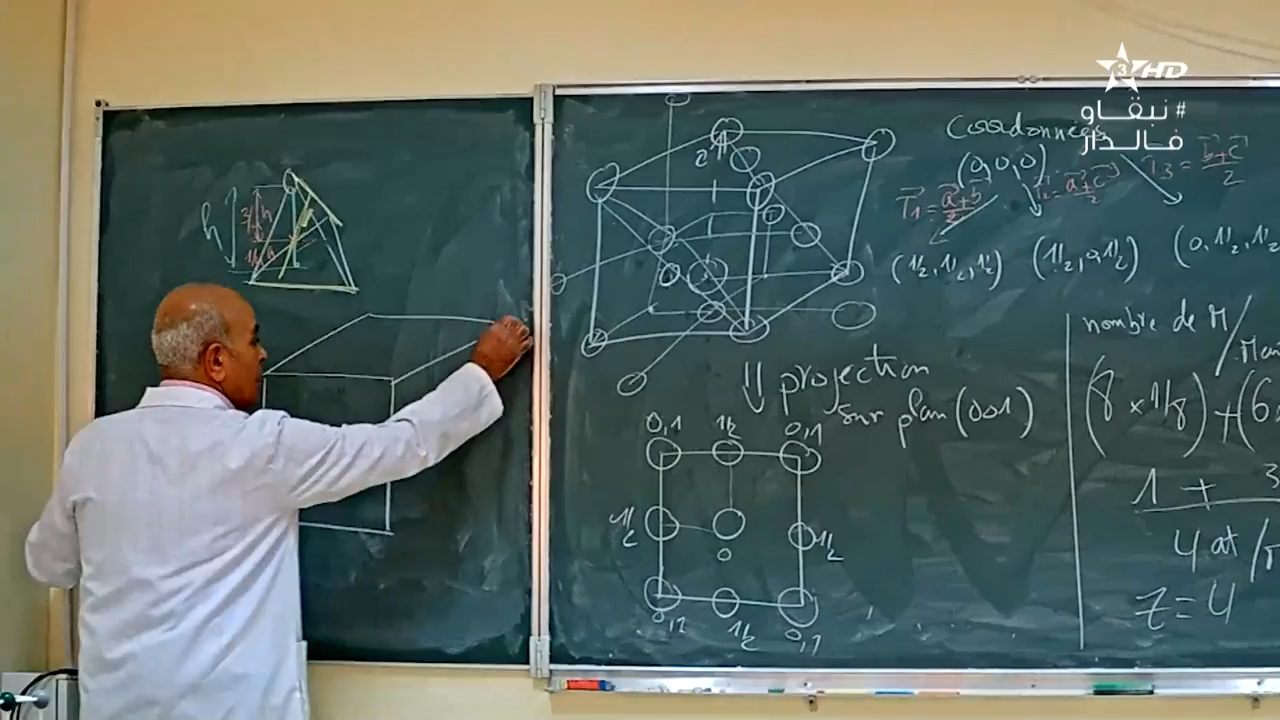 3 HD
#نبقاو
فالدار
h
Coordonnées
(0,0,0)
T₁ = a+b/2
T₃ = b+c/2
(1/2,1/2,1/2) (1/2,0,1/2) (0,1/2,1/2
nombre de M/
(8 x 1/8) + (6
1 + 3
4 at /
Z = 4
projection
sur plan (001)
0,1 1/2 0,1
1/2 0 1/2
0,1 1/2 0,1